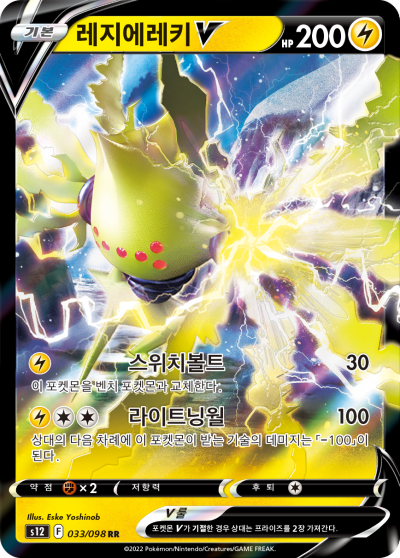 기본 레지에레키 V HP 200
스위치볼트 30
이 포켓몬을 벤치 포켓몬과 교체한다.
라이트닝월 100
상대의 다음 차례에 이 포켓몬이 받는 기술의 데미지는 「-100」이
된다.
약점 ×2 저항력 후퇴
Illus. Eske Yoshinob
V 룰
포켓몬 V가 기절한 경우 상대는 프라이즈를 2장 가져간다.
s12 F 033/098 RR
©2022 Pokémon/Nintendo/Creatures/GAME FREAK.